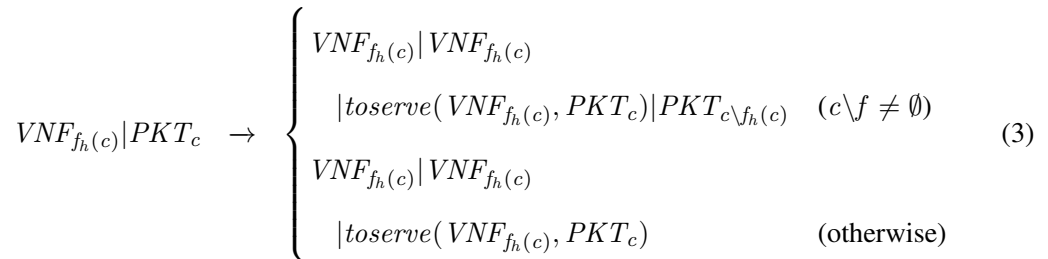 VNF_{f_h(c)}|VNF_{f_h(c)}
|toserve(VNF_{f_h(c)}, PKT_c)|PKT_{c\f_h(c)} (c\f ≠ ∅)
VNF_{f_h(c)}|PKT_c → { (3)
VNF_{f_h(c)}|VNF_{f_h(c)}
|toserve(VNF_{f_h(c)}, PKT_c) (otherwise)